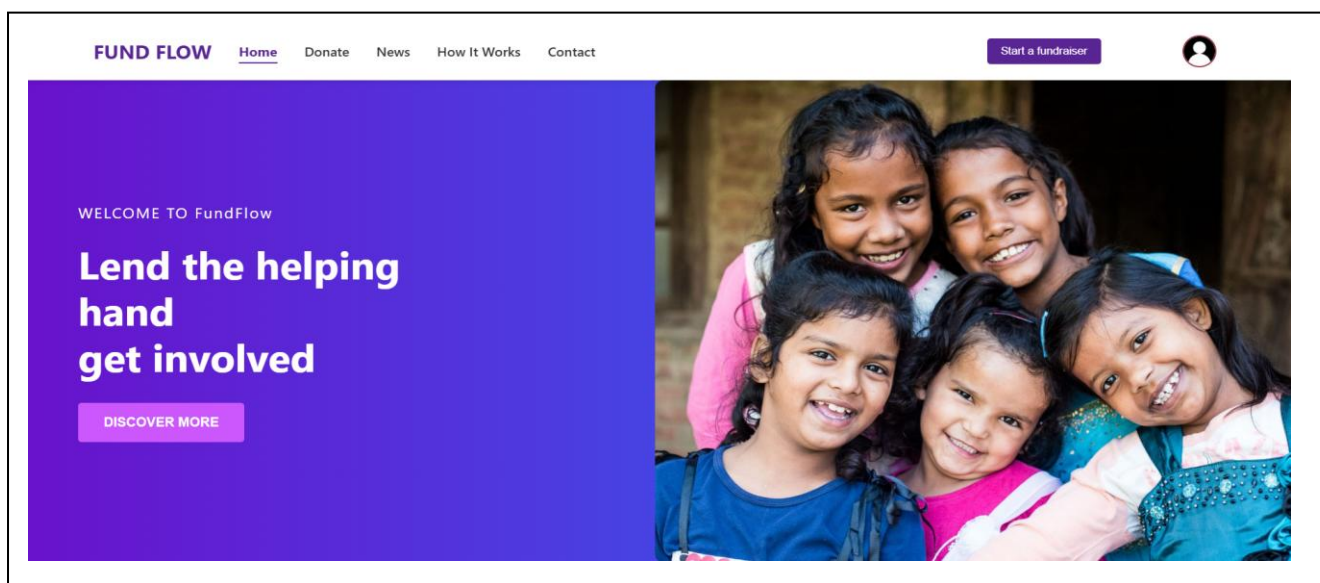 FUND FLOW Home Donate News How It Works Contact Start a fundraiser
WELCOME TO FundFlow
Lend the helping
hand
get involved
DISCOVER MORE